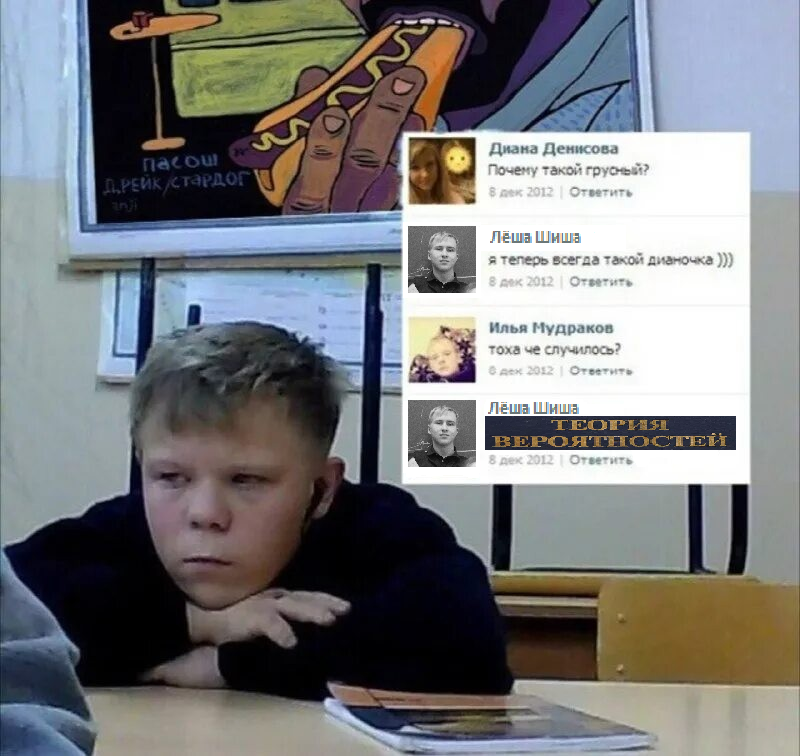 пасош
Д,РЕЙК/СТАРДОГ
anji
Диана Денисова
Почему такой грусный?
8 дек 2012 | Ответить
Лёша Шиша
я теперь всегда такой дианочка )))
8 дек 2012 | Ответить
Илья Мудраков
тоха че случилось?
8 дек 2012 | Ответить
Лёша Шиша
ТЕОРИЯ
ВЕРОЯТНОСТЕЙ
8 дек 2012 | Ответить